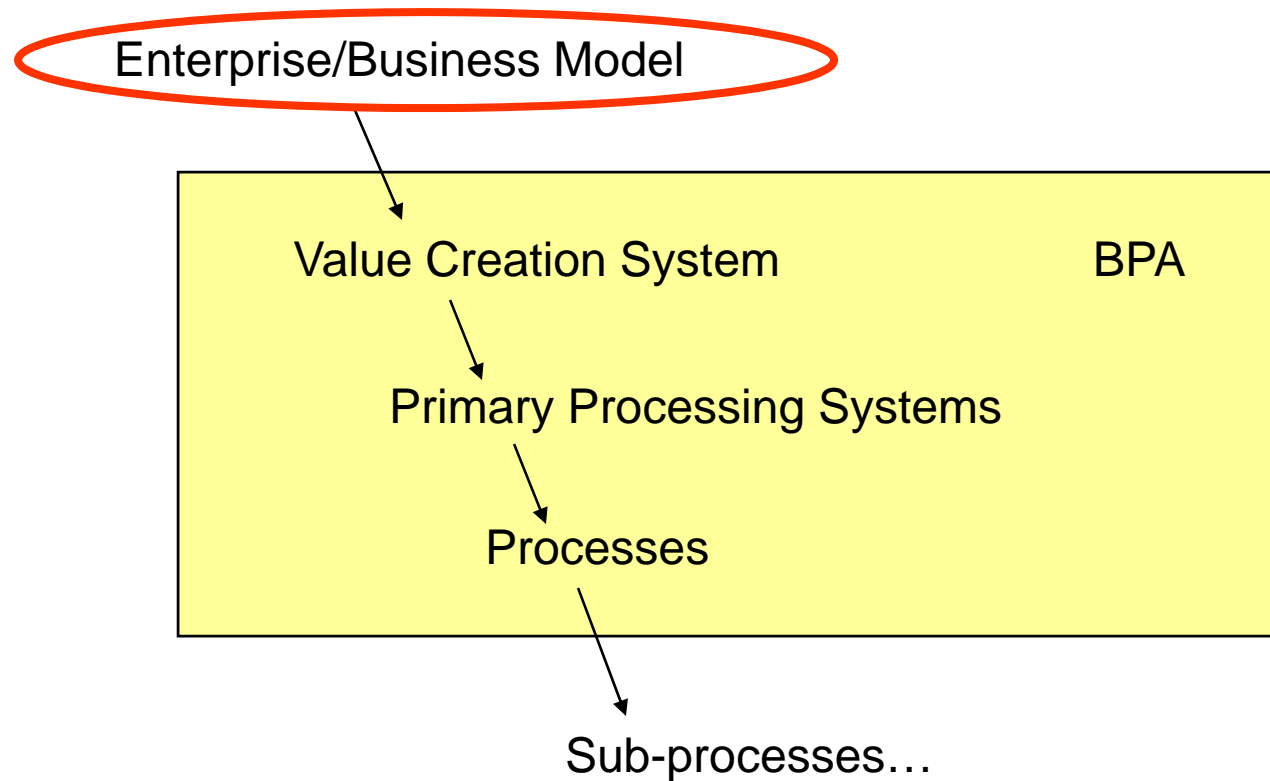 Enterprise/Business Model
Value Creation System
BPA
Primary Processing Systems
Processes
Sub-processes…